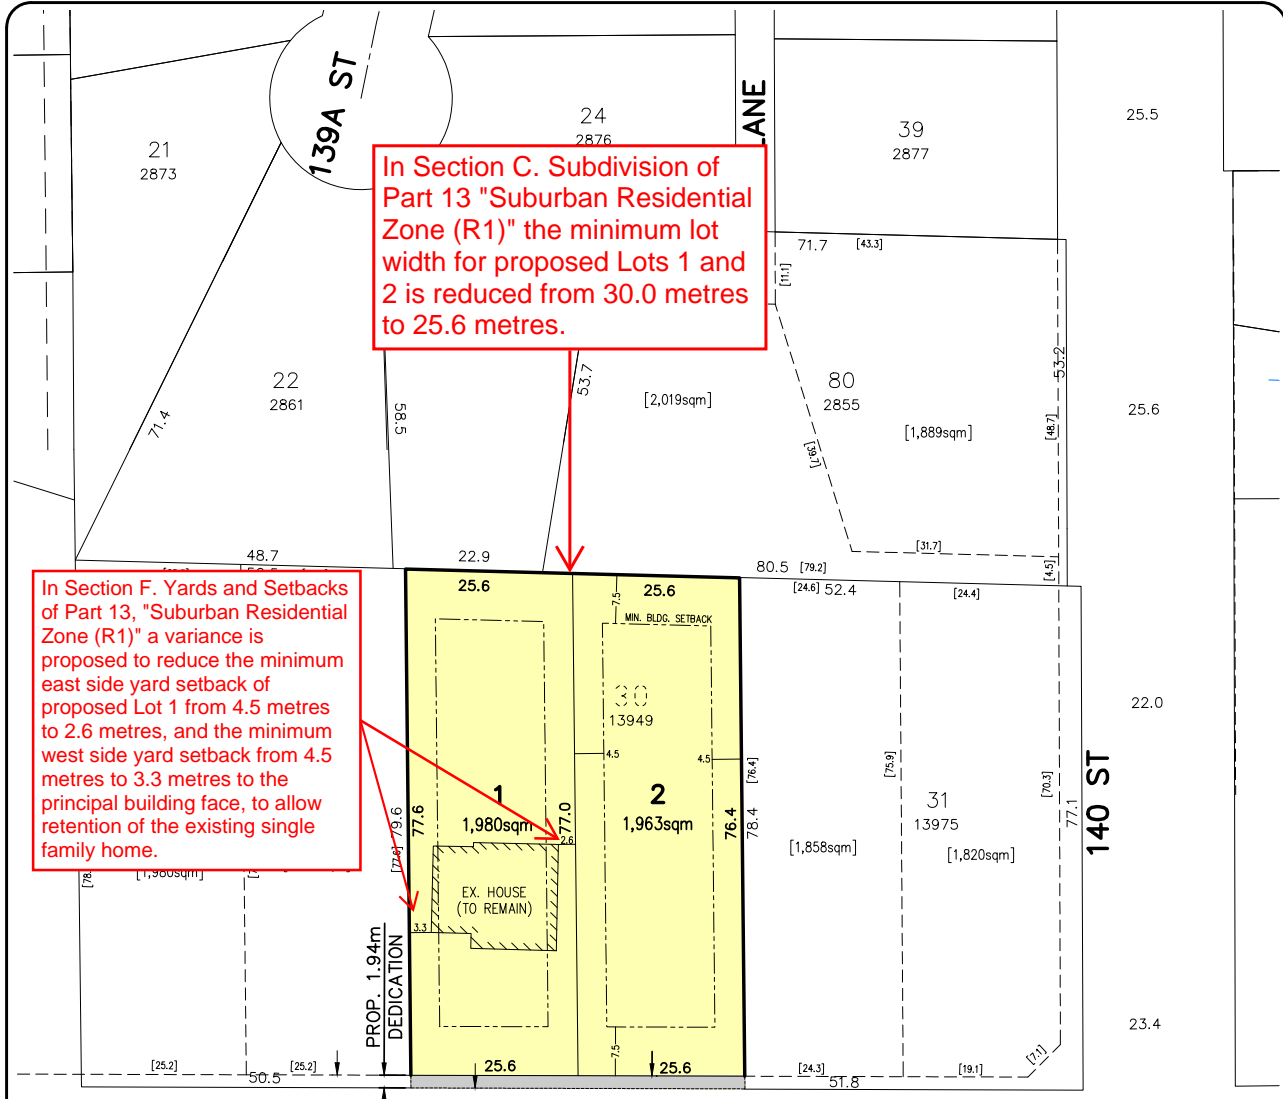 139A ST
24
2876
21
2873
39
2877
25.5
In Section C. Subdivision of
Part 13 "Suburban Residential
Zone (R1)" the minimum lot
width for proposed Lots 1 and
2 is reduced from 30.0 metres
to 25.6 metres.
71.7
[43.3]
[11.1]
53.2
22
2861
71.4
58.5
53.7
[2,019sqm]
80
2855
[1,889sqm]
25.6
[39.7]
[48.7]
[31.7]
[4.5]
48.7
22.9
80.5
[79.2]
[24.6]
52.4
[24.4]
In Section F. Yards and Setbacks
of Part 13, "Suburban Residential
Zone (R1)" a variance is
proposed to reduce the minimum
east side yard setback of
proposed Lot 1 from 4.5 metres
to 2.6 metres, and the minimum
west side yard setback from 4.5
metres to 3.3 metres to the
principal building face, to allow
retention of the existing single
family home.
25.6
25.6
7.5
MIN. BLDG. SETBACK
30
13949
22.0
4.5
4.5
[76.4]
[75.9]
[70.3]
1
1,980sqm
2
1,963sqm
31
13975
140 ST
79.6
77.6
77.0
76.4
78.4
77.1
2.6
[1,858sqm]
[1,820sqm]
[1,980sqm]
[77.6]
EX. HOUSE
(TO REMAIN)
3.3
PROP. 1.94m
DEDICATION
23.4
7.5
[7.1]
[25.2]
[25.2]
50.5
25.6
25.6
[24.3]
51.8
[19.1]